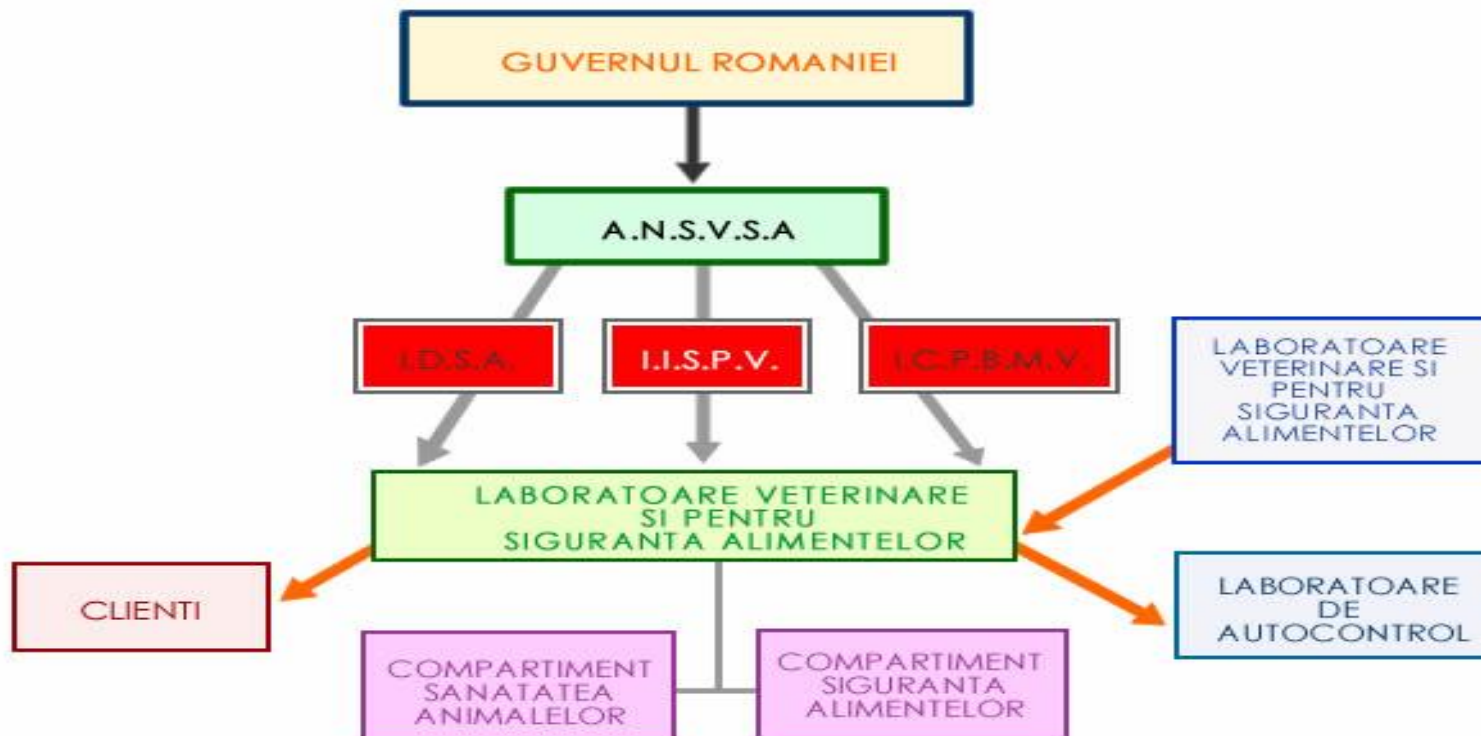 GUVERNUL ROMANIEI
A.N.S.V.S.A
I.D.S.A.
I.I.S.P.V.
I.C.P.B.M.V.
LABORATOARE
VETERINARE SI
PENTRU
SIGURANTA
ALIMENTELOR
LABORATOARE VETERINARE
SI PENTRU
SIGURANTA ALIMENTELOR
CLIENTI
LABORATOARE
DE
AUTOCONTROL
COMPARTIMENT
SANATATEA
ANIMALELOR
COMPARTIMENT
SIGURANTA
ALIMENTELOR